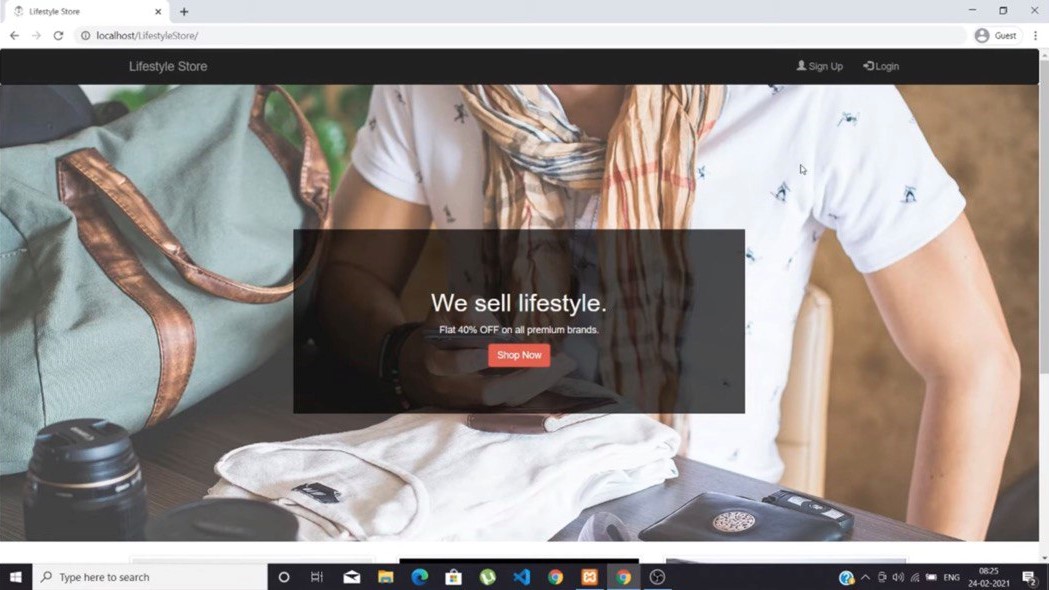 Lifestyle Store
localhost/LifestyleStore/
Guest
Lifestyle Store
Sign Up
Login
We sell lifestyle.
Flat 40% OFF on all premium brands.
Shop Now
Type here to search
ENG
08:25
24-02-2021
2